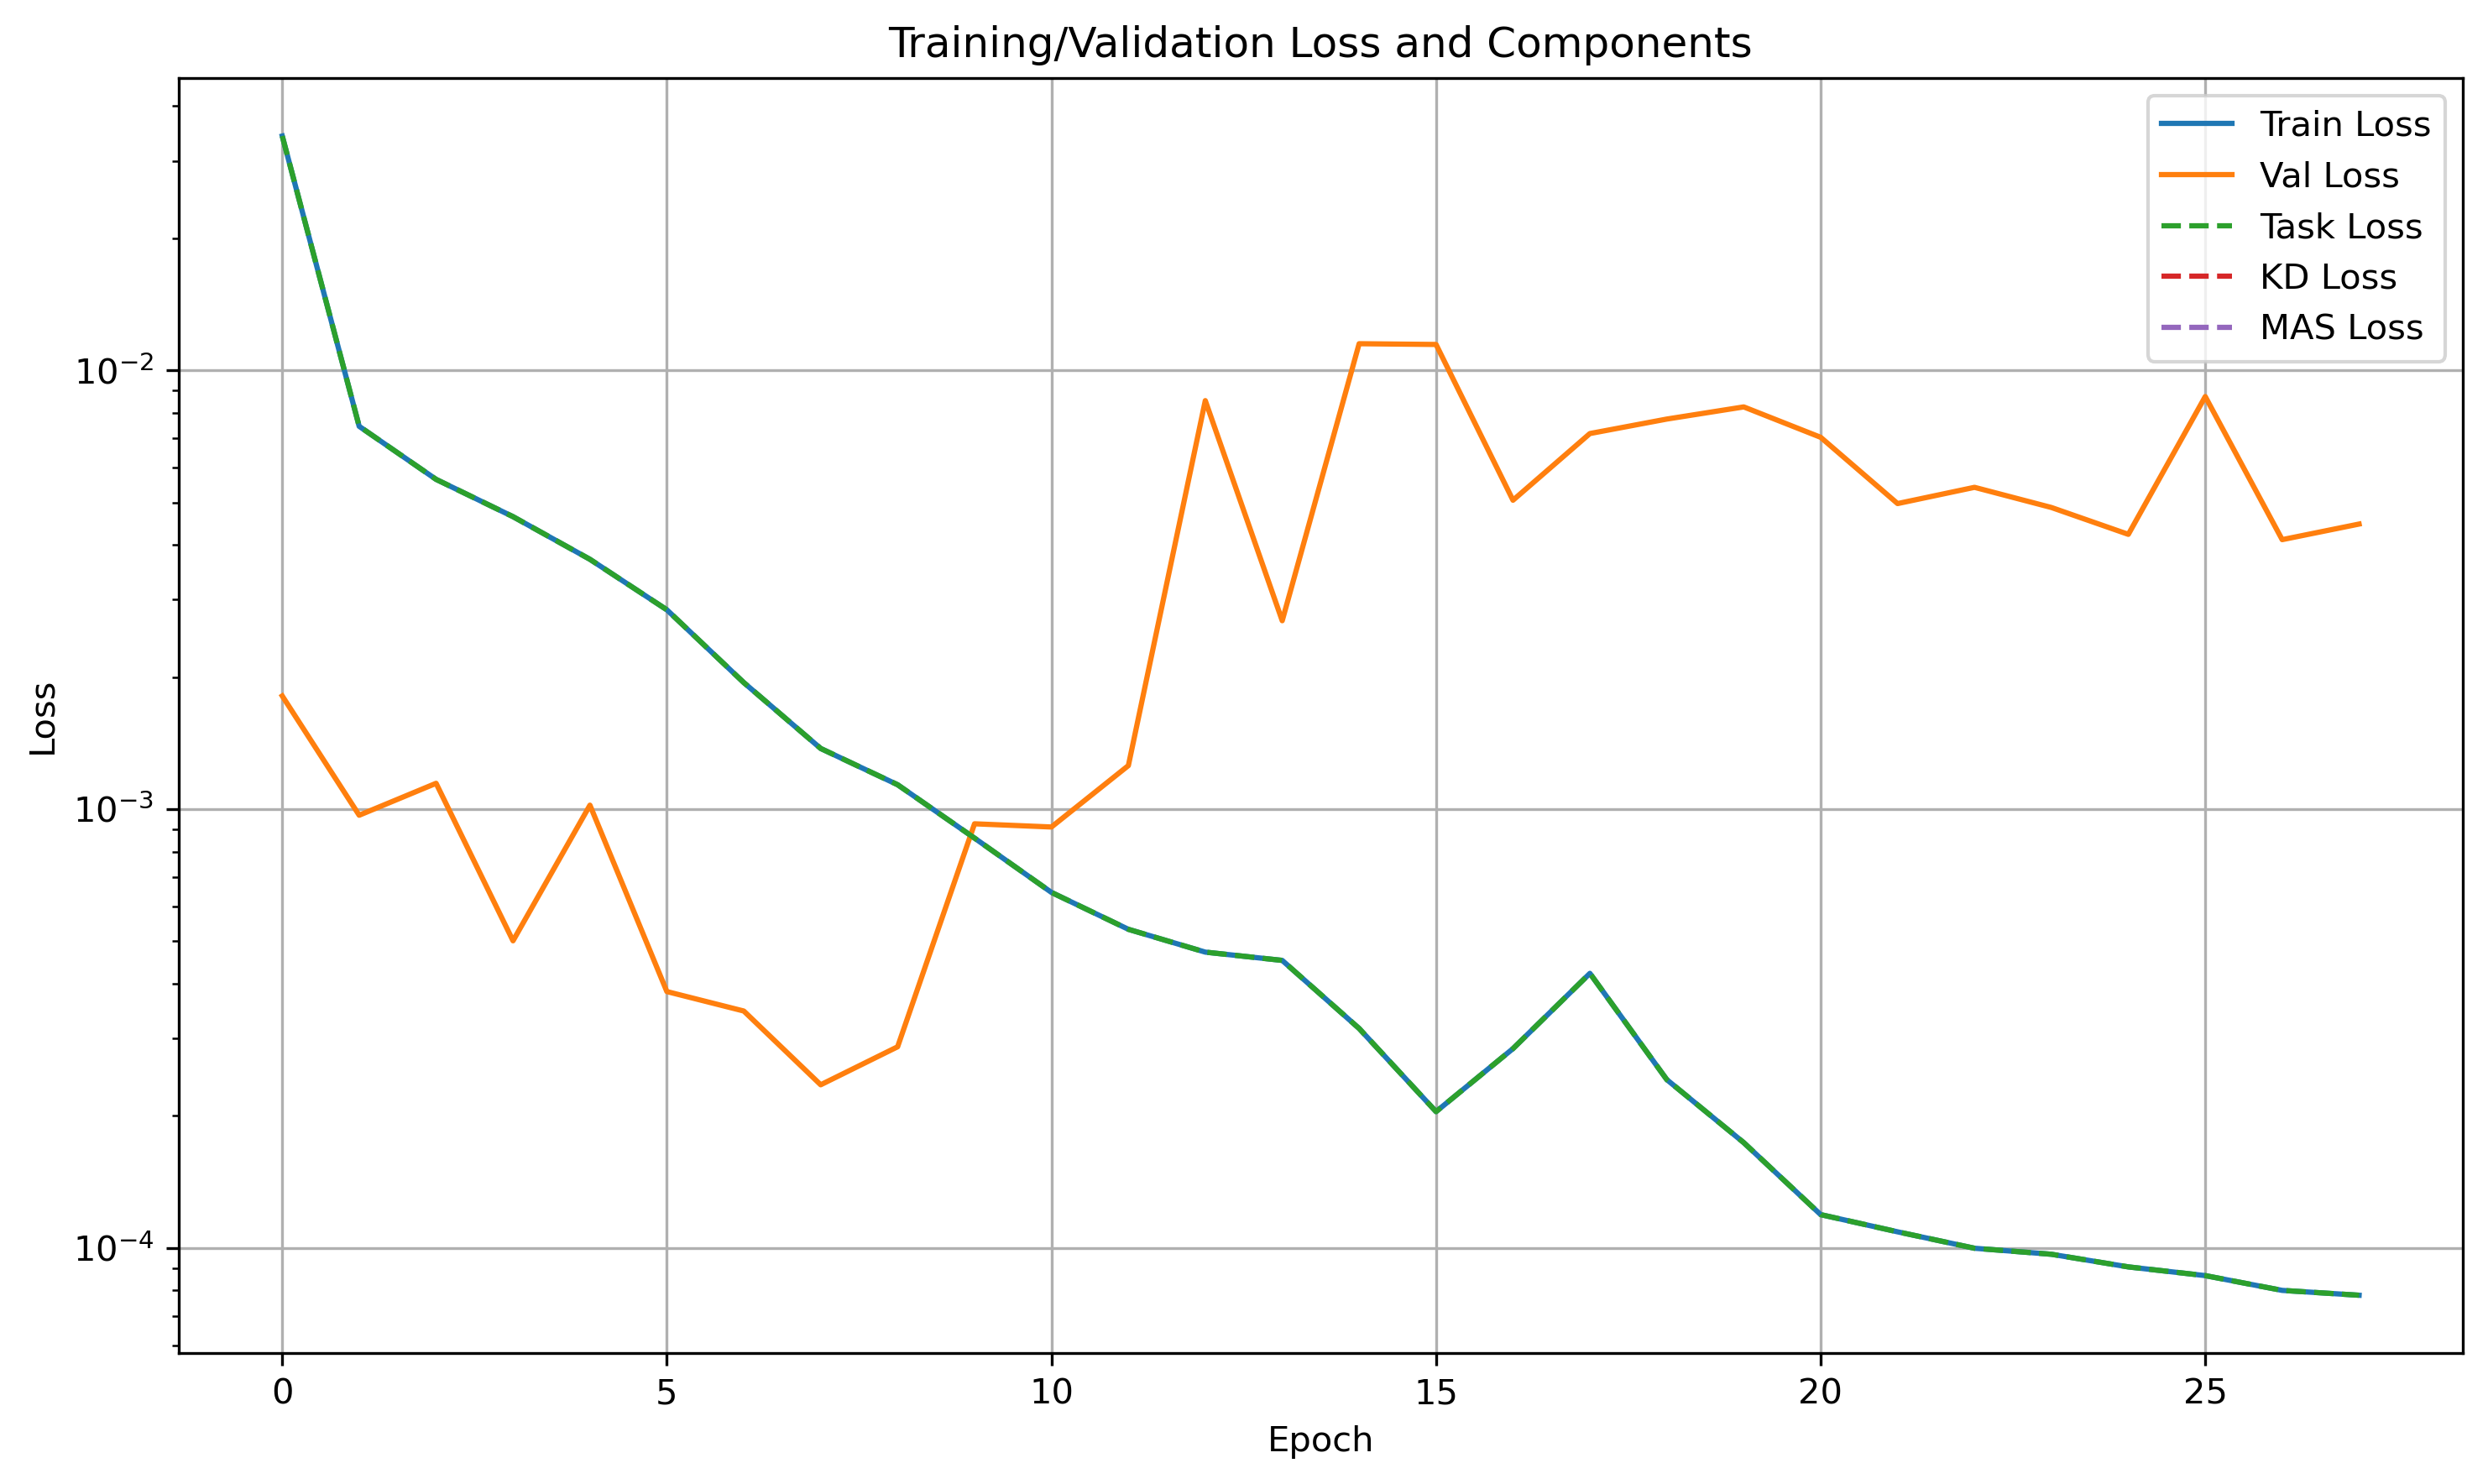 Training/Validation Loss and Components
Train Loss
Val Loss
Task Loss
KD Loss
MAS Loss
10⁻²
10⁻³
10⁻⁴
Loss
0 5 10 15 20 25
Epoch